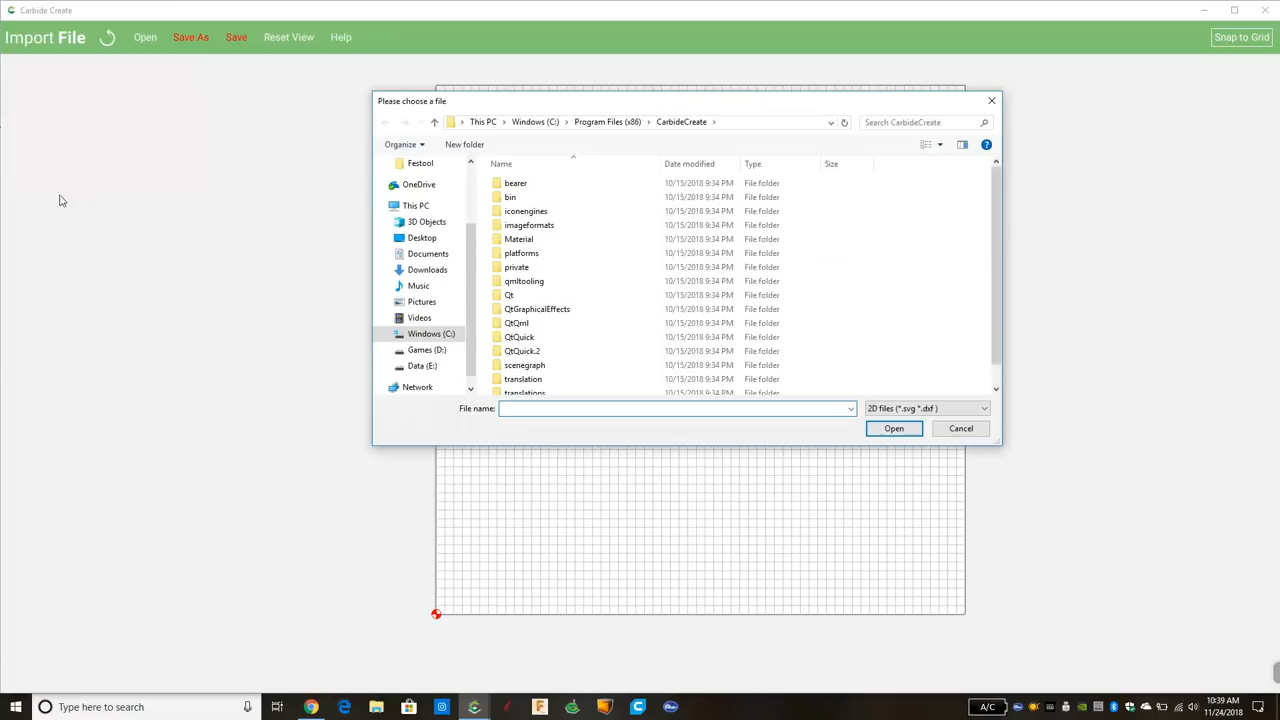 Carbide Create
Import File Open Save As Save Reset View Help Snap to Grid
Please choose a file
This PC Windows (C:) Program Files (x86) CarbideCreate Search CarbideCreate
Organize New folder
Name Date modified Type Size
Festool
OneDrive
This PC
3D Objects
Desktop
Documents
Downloads
Music
Pictures
Videos
Windows (C:)
Games (D:)
Data (E:)
Network
bearer 10/15/2018 9:34 PM File folder
bin 10/15/2018 9:34 PM File folder
iconengines 10/15/2018 9:34 PM File folder
imageformats 10/15/2018 9:34 PM File folder
Material 10/15/2018 9:34 PM File folder
platforms 10/15/2018 9:34 PM File folder
private 10/15/2018 9:34 PM File folder
qmltooling 10/15/2018 9:34 PM File folder
Qt 10/15/2018 9:34 PM File folder
QtGraphicalEffects 10/15/2018 9:34 PM File folder
QtQml 10/15/2018 9:34 PM File folder
QtQuick 10/15/2018 9:34 PM File folder
QtQuick.2 10/15/2018 9:34 PM File folder
scenegraph 10/15/2018 9:34 PM File folder
translation 10/15/2018 9:34 PM File folder
translations 10/15/2018 9:34 PM File folder
File name: 2D files (*.svg *.dxf )
Open Cancel
Type here to search
A/C
10:39 AM
11/24/2018